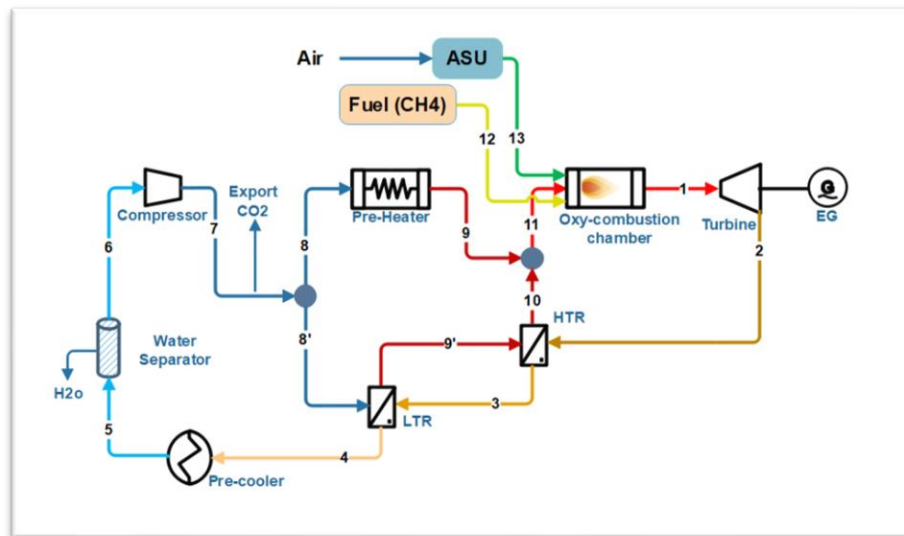 Air
ASU
Fuel (CH4)
12
13
Compressor
Export
CO2
Pre-Heater
Oxy-combustion
chamber
1
Turbine
G
EG
6
7
8
9
11
2
10
HTR
8'
9'
Water
Separator
H2o
3
LTR
5
4
Pre-cooler